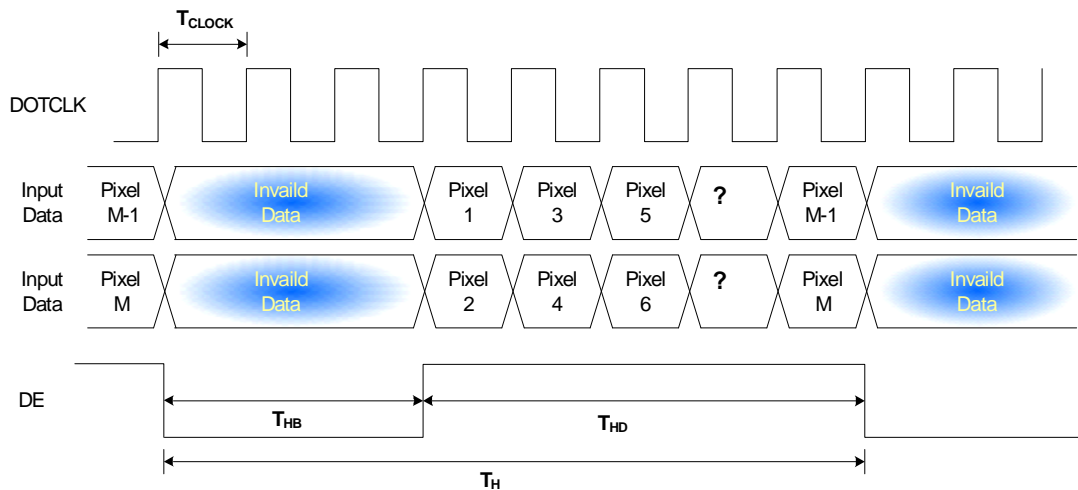 T CLOCK
DOTCLK
Input Data
Pixel M-1
Invaild Data
Pixel 1
Pixel 3
Pixel 5
?
Pixel M-1
Invaild Data
Input Data
Pixel M
Invaild Data
Pixel 2
Pixel 4
Pixel 6
?
Pixel M
Invaild Data
DE
THB
THD
TH